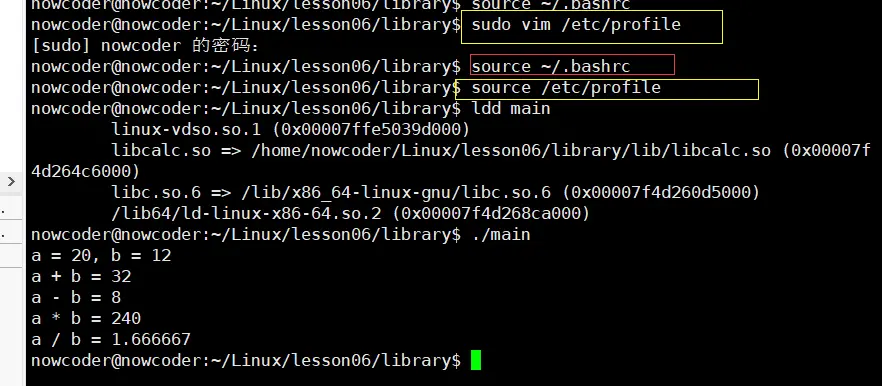 nowcoder@nowcoder:~/Linux/lesson06/library$ source ~/.bashrc
nowcoder@nowcoder:~/Linux/lesson06/library$ sudo vim /etc/profile
[sudo] nowcoder 的密码：
nowcoder@nowcoder:~/Linux/lesson06/library$ source ~/.bashrc
nowcoder@nowcoder:~/Linux/lesson06/library$ source /etc/profile
nowcoder@nowcoder:~/Linux/lesson06/library$ ldd main
linux-vdso.so.1 (0x00007ffe5039d000)
libcalc.so => /home/nowcoder/Linux/lesson06/library/lib/libcalc.so (0x00007f
4d264c6000)
libc.so.6 => /lib/x86_64-linux-gnu/libc.so.6 (0x00007f4d260d5000)
/lib64/ld-linux-x86-64.so.2 (0x00007f4d268ca000)
nowcoder@nowcoder:~/Linux/lesson06/library$ ./main
a = 20, b = 12
a + b = 32
a - b = 8
a * b = 240
a / b = 1.666667
nowcoder@nowcoder:~/Linux/lesson06/library$